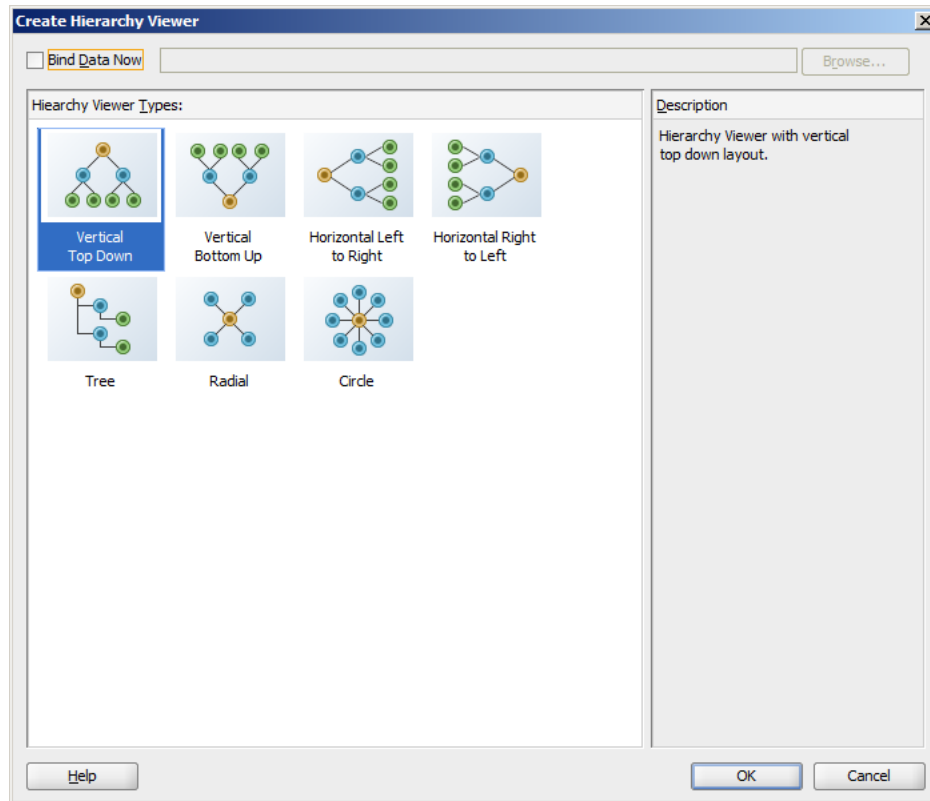 Create Hierarchy Viewer
Bind Data Now
Browse...
Hiearchy Viewer Types:
Description
Hierarchy Viewer with vertical
top down layout.
Vertical
Top Down
Vertical
Bottom Up
Horizontal Left
to Right
Horizontal Right
to Left
Tree
Radial
Circle
Help
OK
Cancel